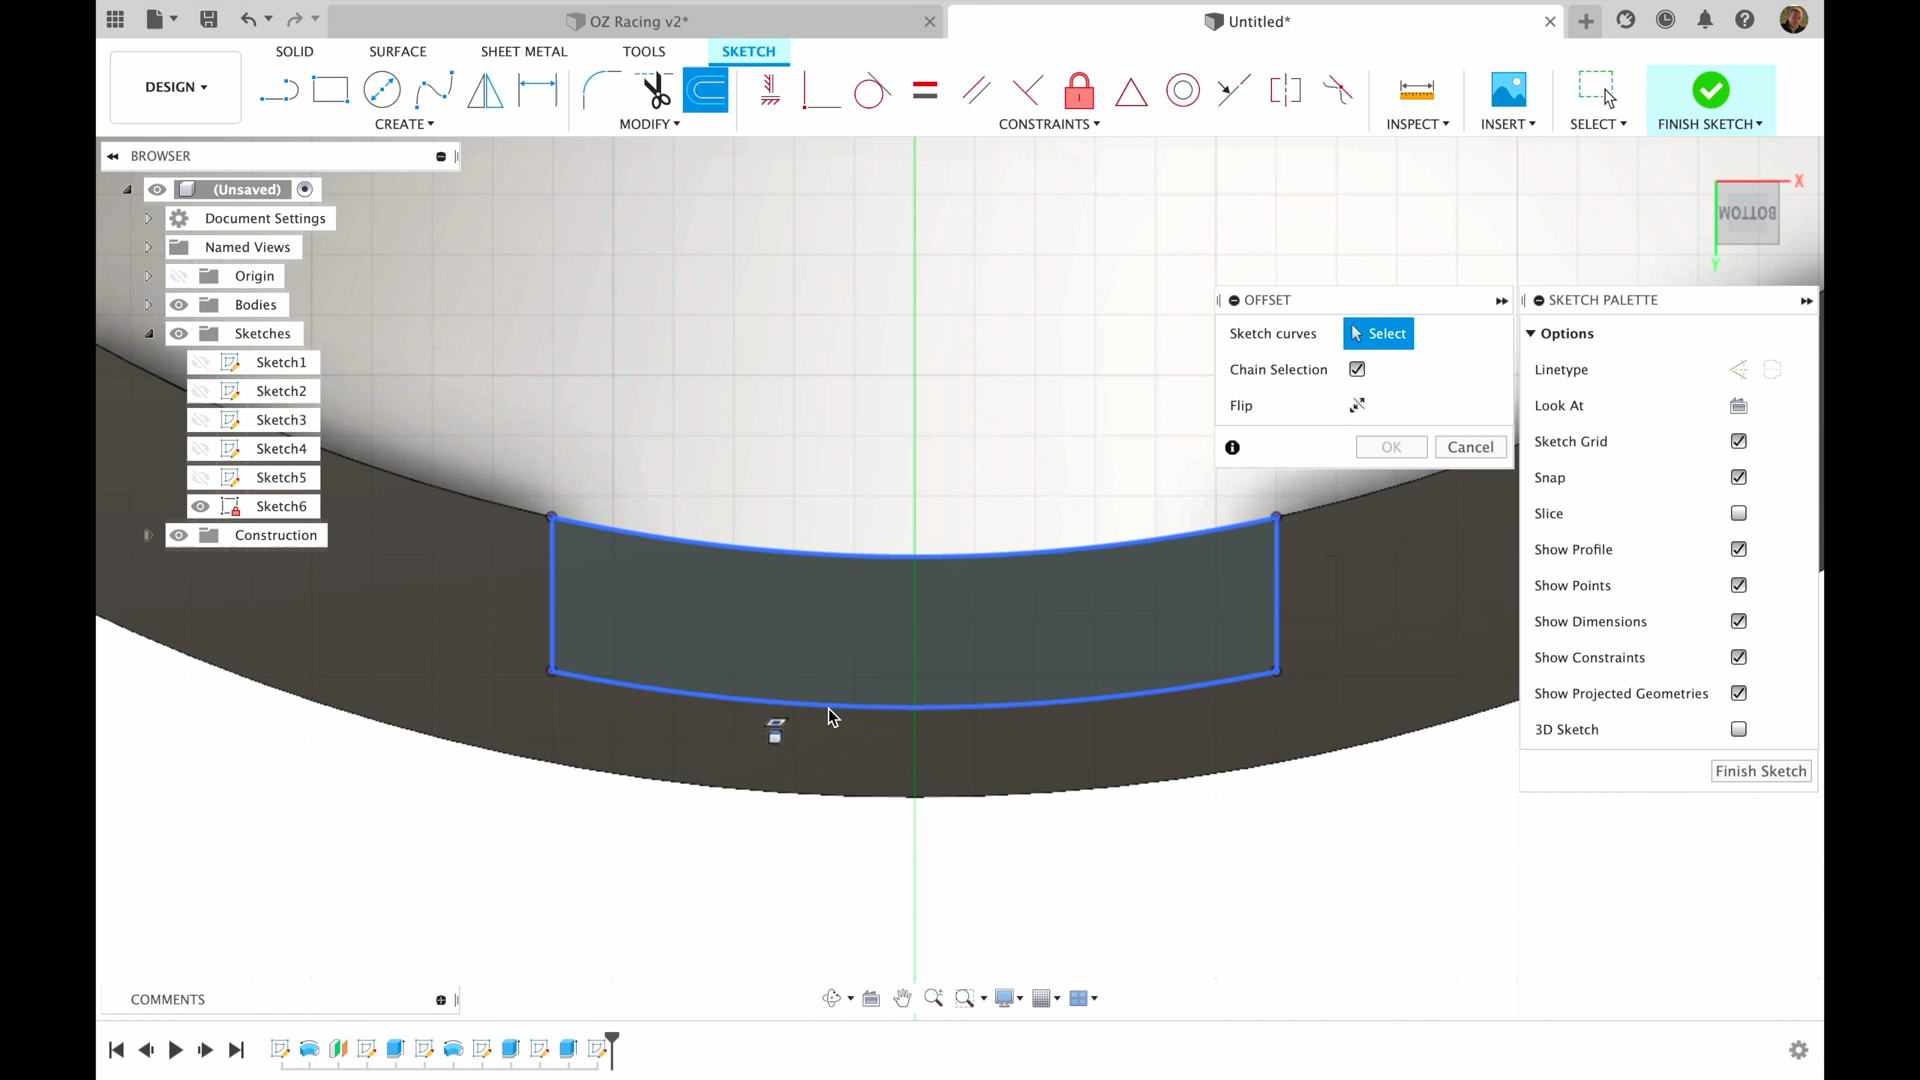 OZ Racing v2*
Untitled*
SOLID
SURFACE
SHEET METAL
TOOLS
SKETCH
DESIGN
CREATE
MODIFY
CONSTRAINTS
INSPECT
INSERT
SELECT
FINISH SKETCH
BROWSER
(Unsaved)
Document Settings
Named Views
Origin
Bodies
Sketches
Sketch1
Sketch2
Sketch3
Sketch4
Sketch5
Sketch6
Construction
X
BOTTOM
Y
OFFSET
Sketch curves
Select
Chain Selection
Flip
OK
Cancel
SKETCH PALETTE
Options
Linetype
Look At
Sketch Grid
Snap
Slice
Show Profile
Show Points
Show Dimensions
Show Constraints
Show Projected Geometries
3D Sketch
Finish Sketch
COMMENTS